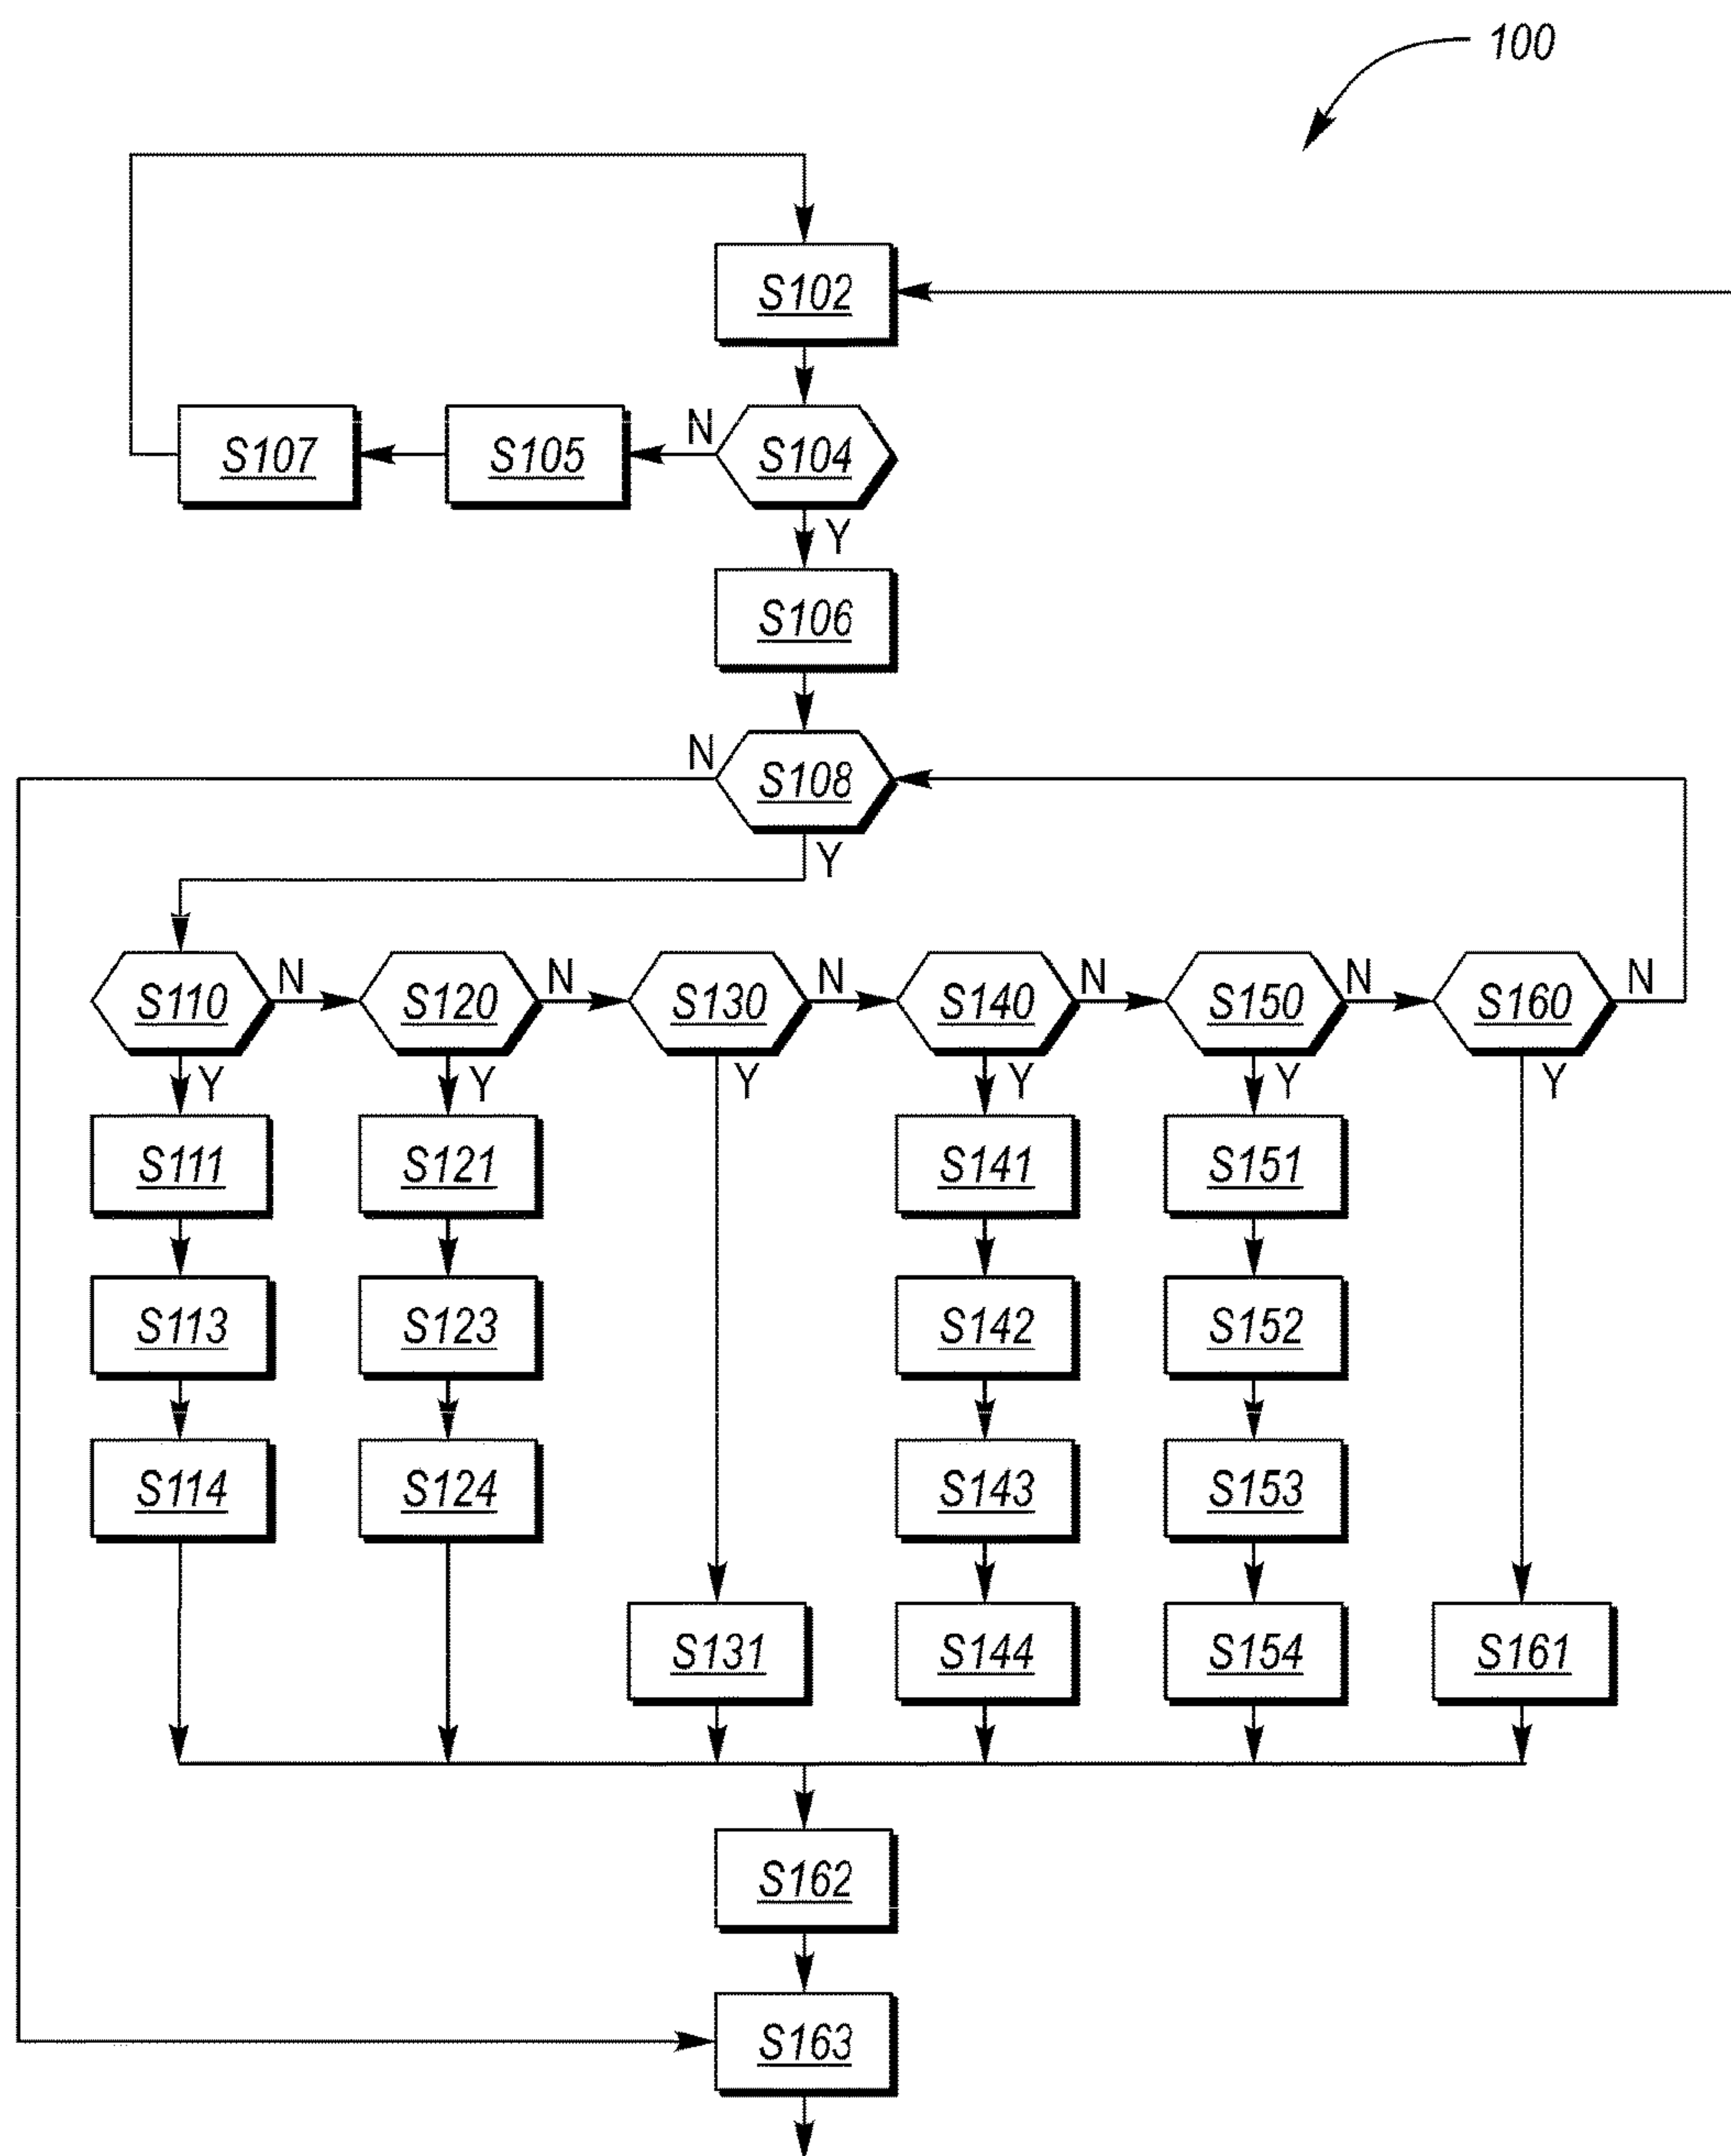 100
S102
S107 S105 N S104
Y
S106
N S108
Y
S110 N S120 N S130 N S140 N S150 N S160 N
Y Y Y Y Y Y
S111 S121 S141 S151
S113 S123 S142 S152
S114 S124 S143 S153
S131 S144 S154 S161
S162
S163